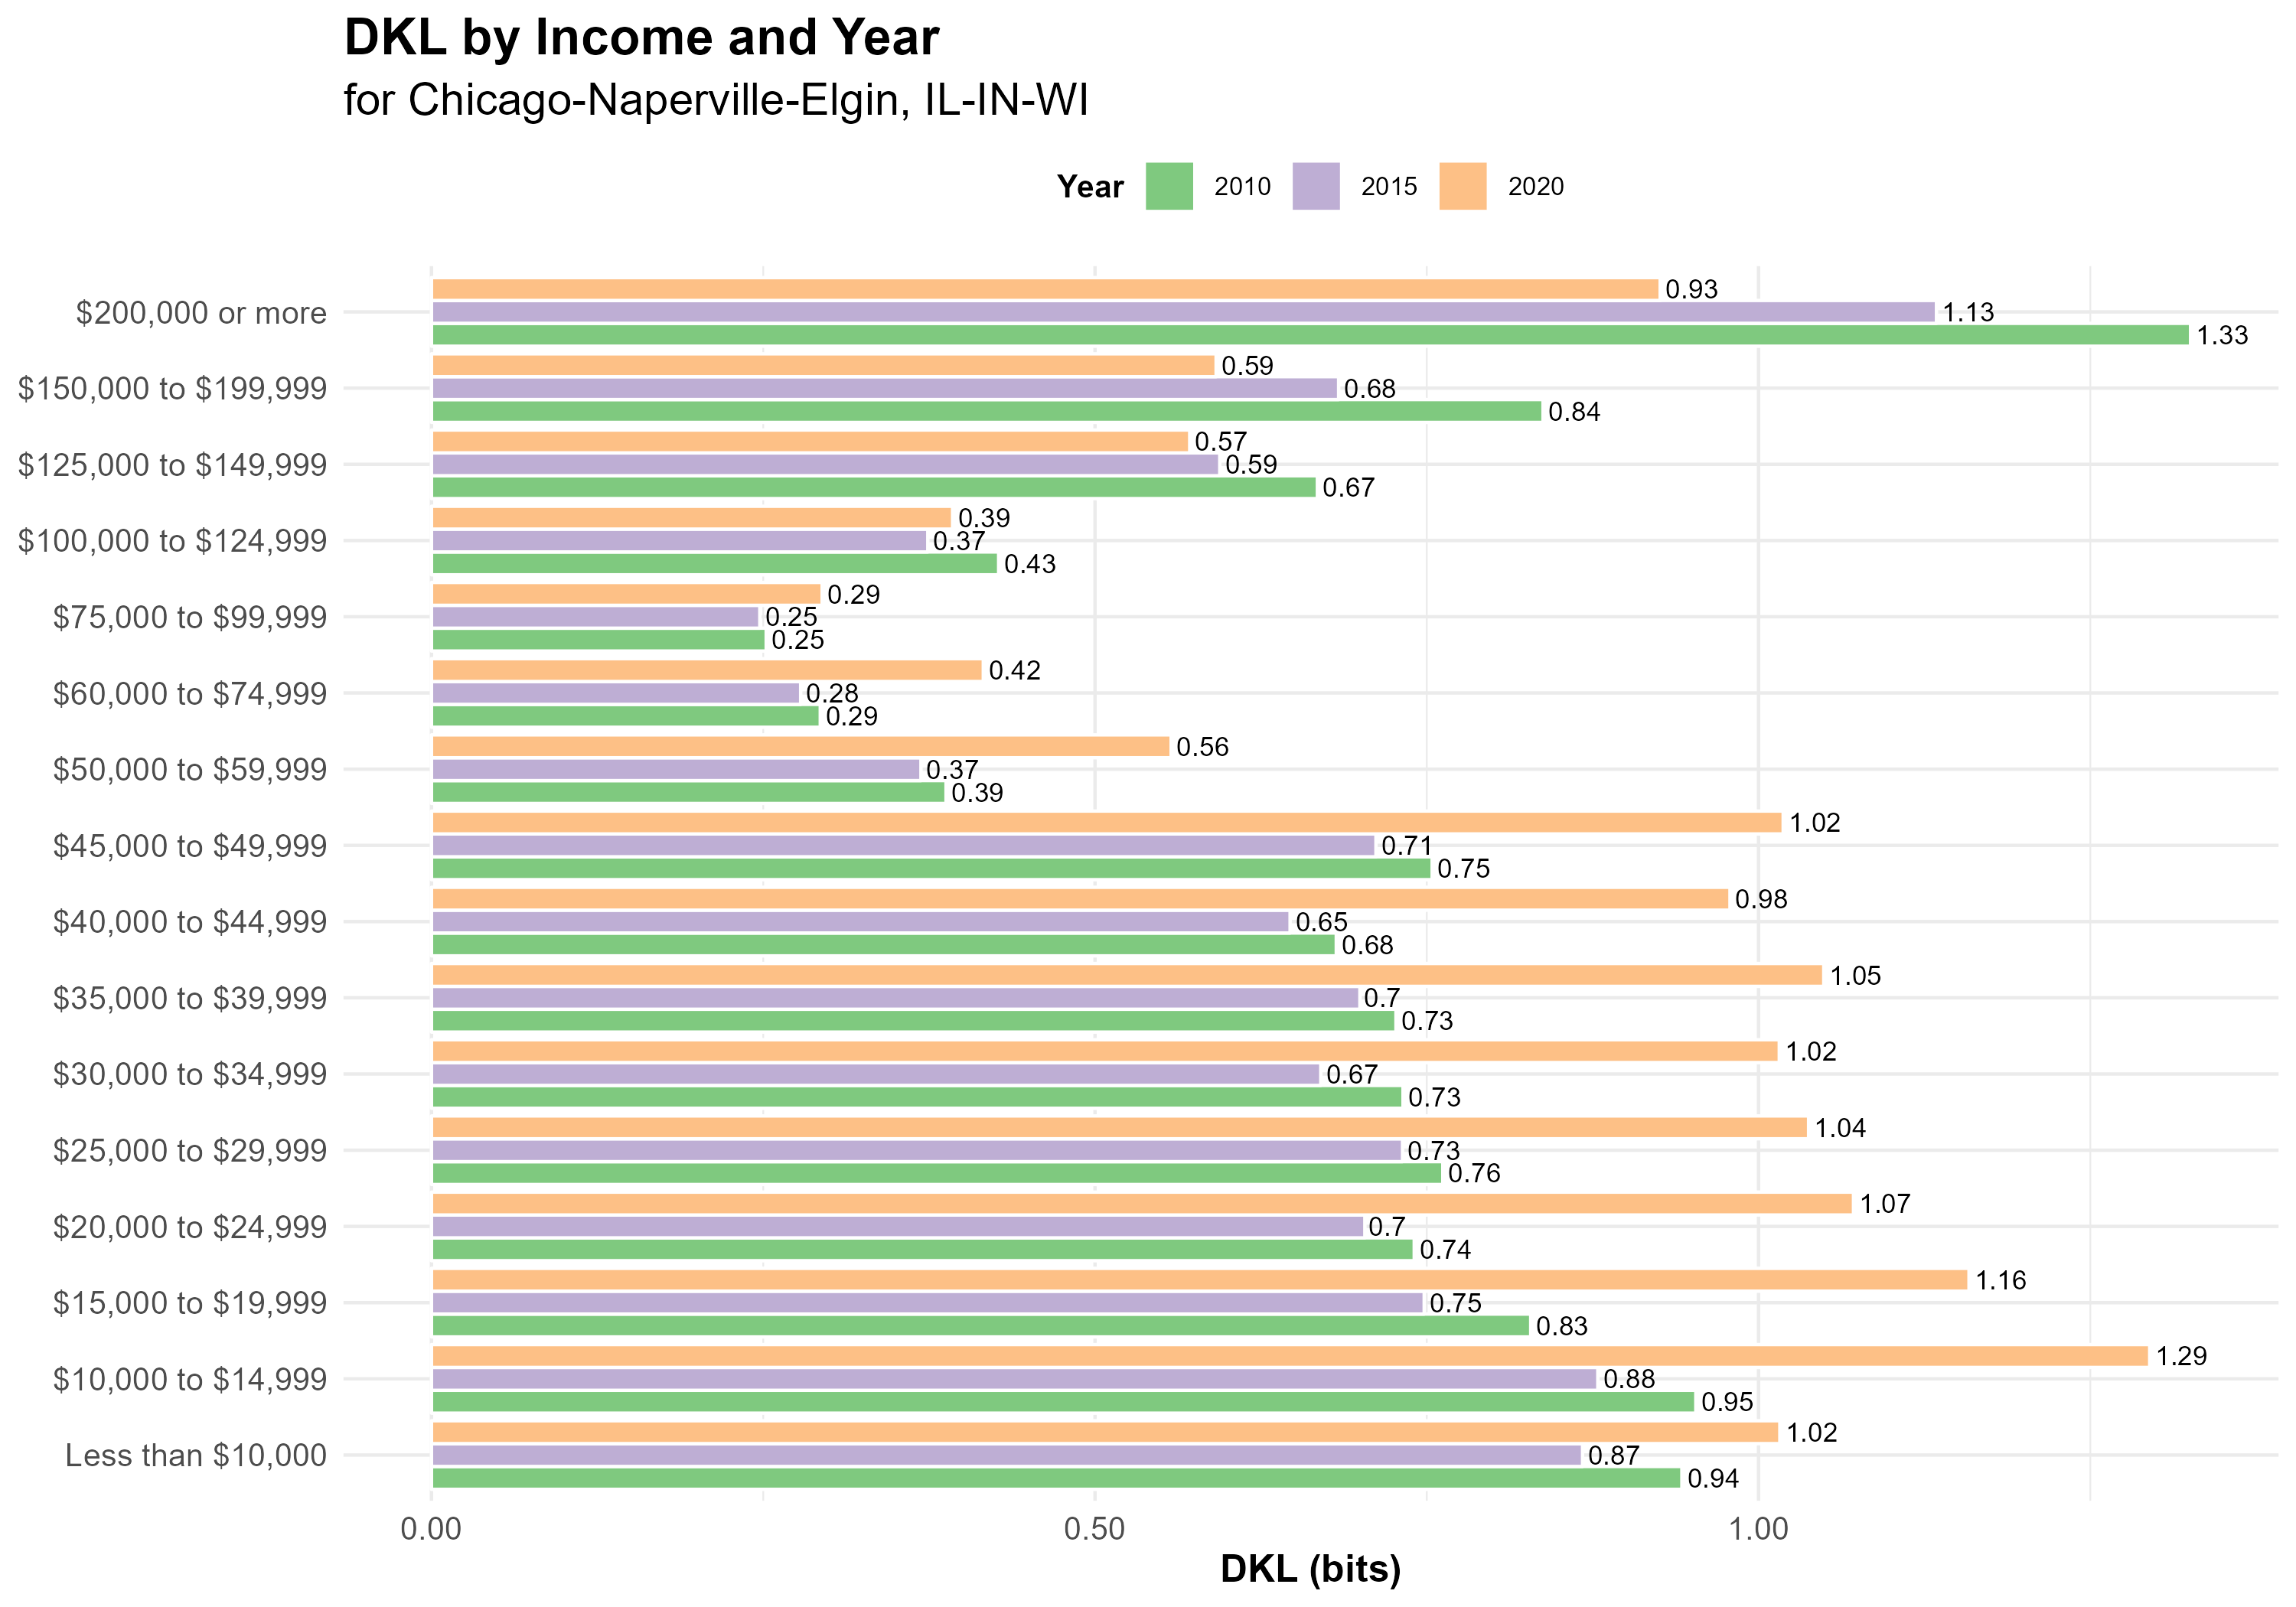 DKL by Income and Year
for Chicago-Naperville-Elgin, IL-IN-WI
Year 2010 2015 2020
0.93
$200,000 or more 1.13
1.33
0.59
$150,000 to $199,999 0.68
0.84
0.57
$125,000 to $149,999 0.59
0.67
0.39
$100,000 to $124,999 0.37
0.43
0.29
$75,000 to $99,999 0.25
0.25
0.42
$60,000 to $74,999 0.28
0.29
0.56
$50,000 to $59,999 0.37
0.39
1.02
$45,000 to $49,999 0.71
0.75
0.98
$40,000 to $44,999 0.65
0.68
1.05
$35,000 to $39,999 0.7
0.73
1.02
$30,000 to $34,999 0.67
0.73
1.04
$25,000 to $29,999 0.73
0.76
1.07
$20,000 to $24,999 0.7
0.74
1.16
$15,000 to $19,999 0.75
0.83
1.29
$10,000 to $14,999 0.88
0.95
1.02
Less than $10,000 0.87
0.94
0.00 0.50 1.00
DKL (bits)